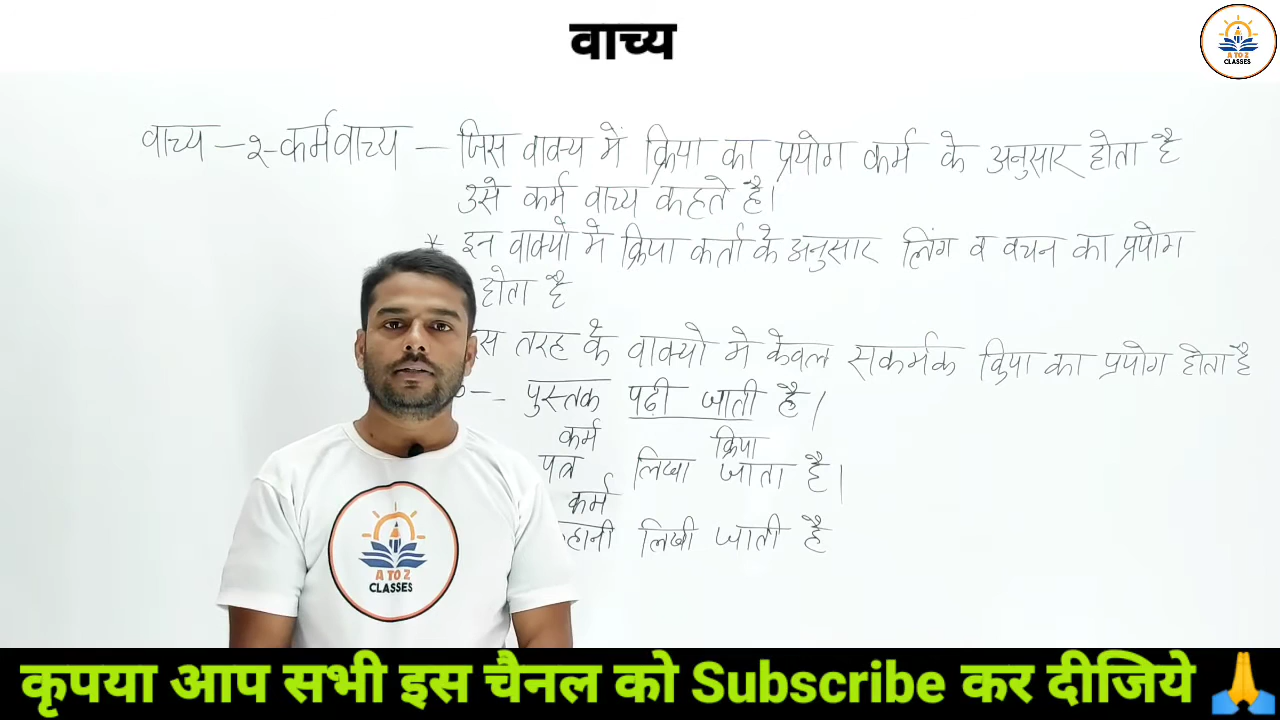 वाच्य
A TO Z
CLASSES
वाच्य – २- कर्मवाच्य – जिस वाक्य में क्रिया का प्रयोग कर्म के अनुसार होता है
उसे कर्म वाच्य कहते है।
* इन वाक्यो मे क्रिया कर्ता के अनुसार लिंग व वचन का प्रयोग
होता है
तरह के वाक्यो मे केवल सकर्मक क्रिया का प्रयोग होता है
पुस्तक पढ़ी जाती है।
कर्म क्रिया
पत्र लिखा जाता है।
कर्म
लिखी जाती है
A TO Z
CLASSES
कृपया आप सभी इस चैनल को Subscribe कर दीजिये 🙏